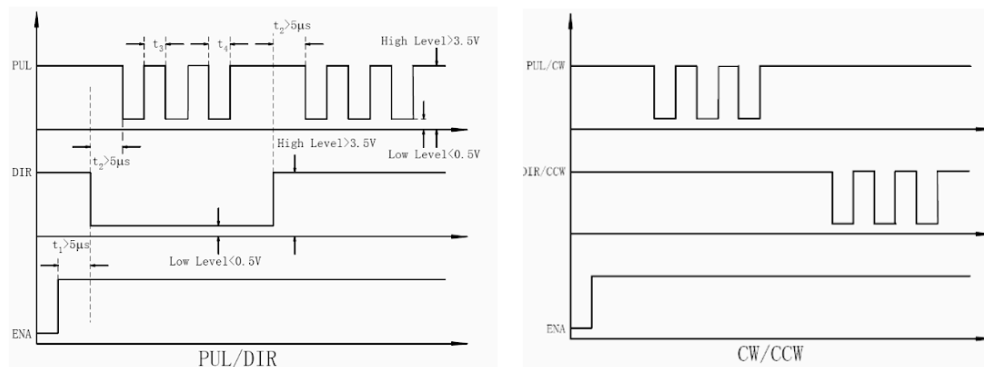 t₂>5μs
t₃
t₄
High Level>3.5V
PUL
t₂>5μs
High Level>3.5V
Low Level<0.5V
DIR
t₁>5μs
Low Level<0.5V
ENA
PUL/DIR
PUL/CW
DIR/CCW
ENA
CW/CCW